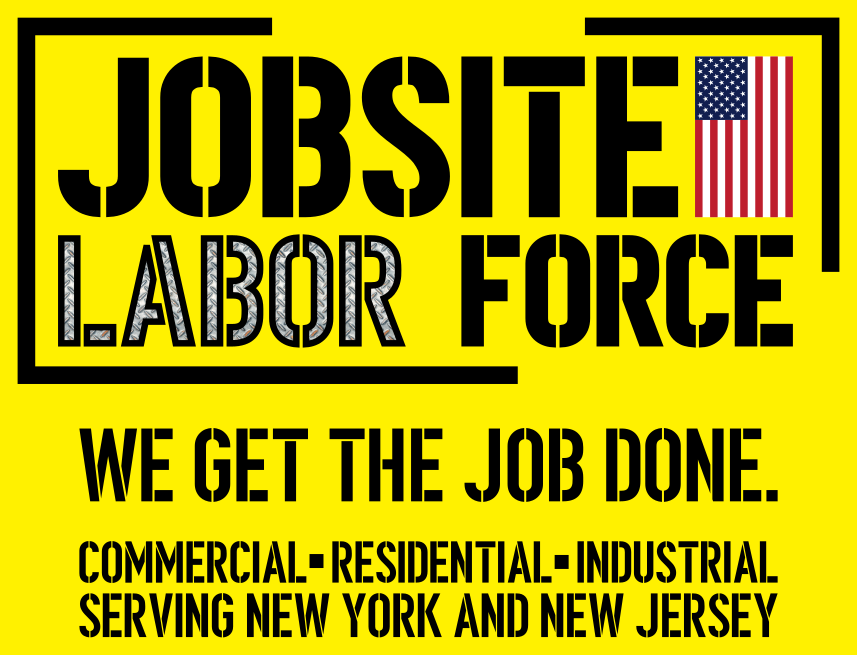 JOBSITE
LABOR FORCE
WE GET THE JOB DONE.
COMMERCIAL▪RESIDENTIAL▪INDUSTRIAL
SERVING NEW YORK AND NEW JERSEY